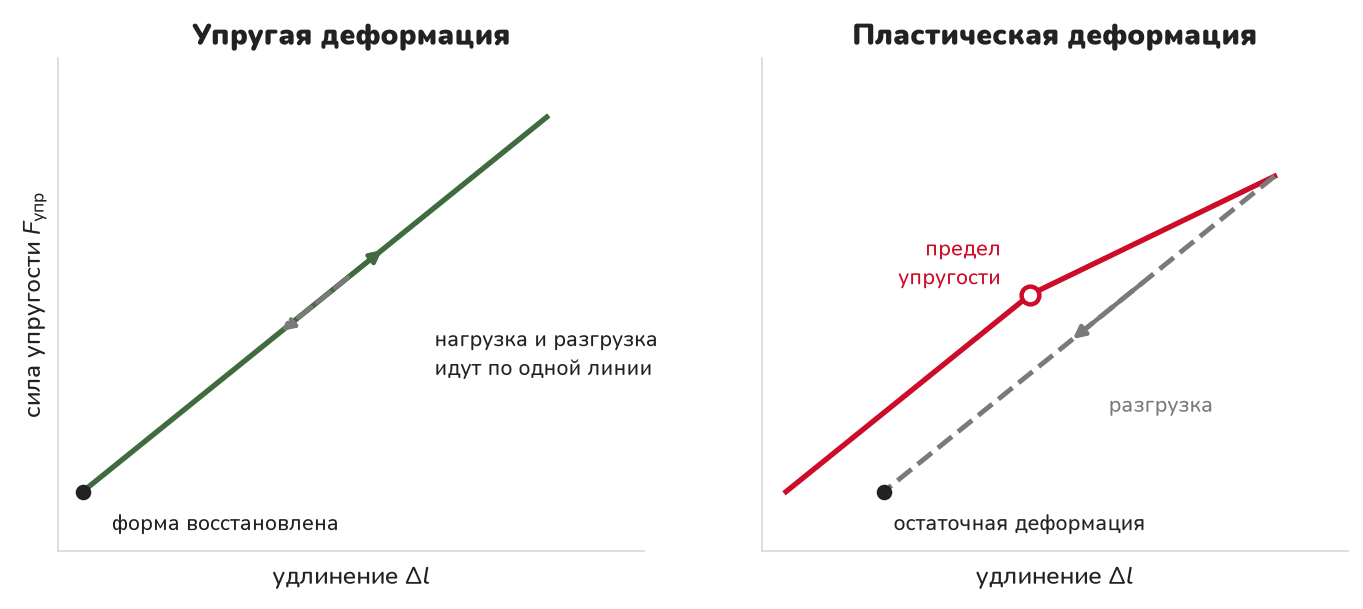 Упругая деформация
сила упругости Fупр
нагрузка и разгрузка
идут по одной линии
форма восстановлена
удлинение Δl
Пластическая деформация
предел
упругости
разгрузка
остаточная деформация
удлинение Δl